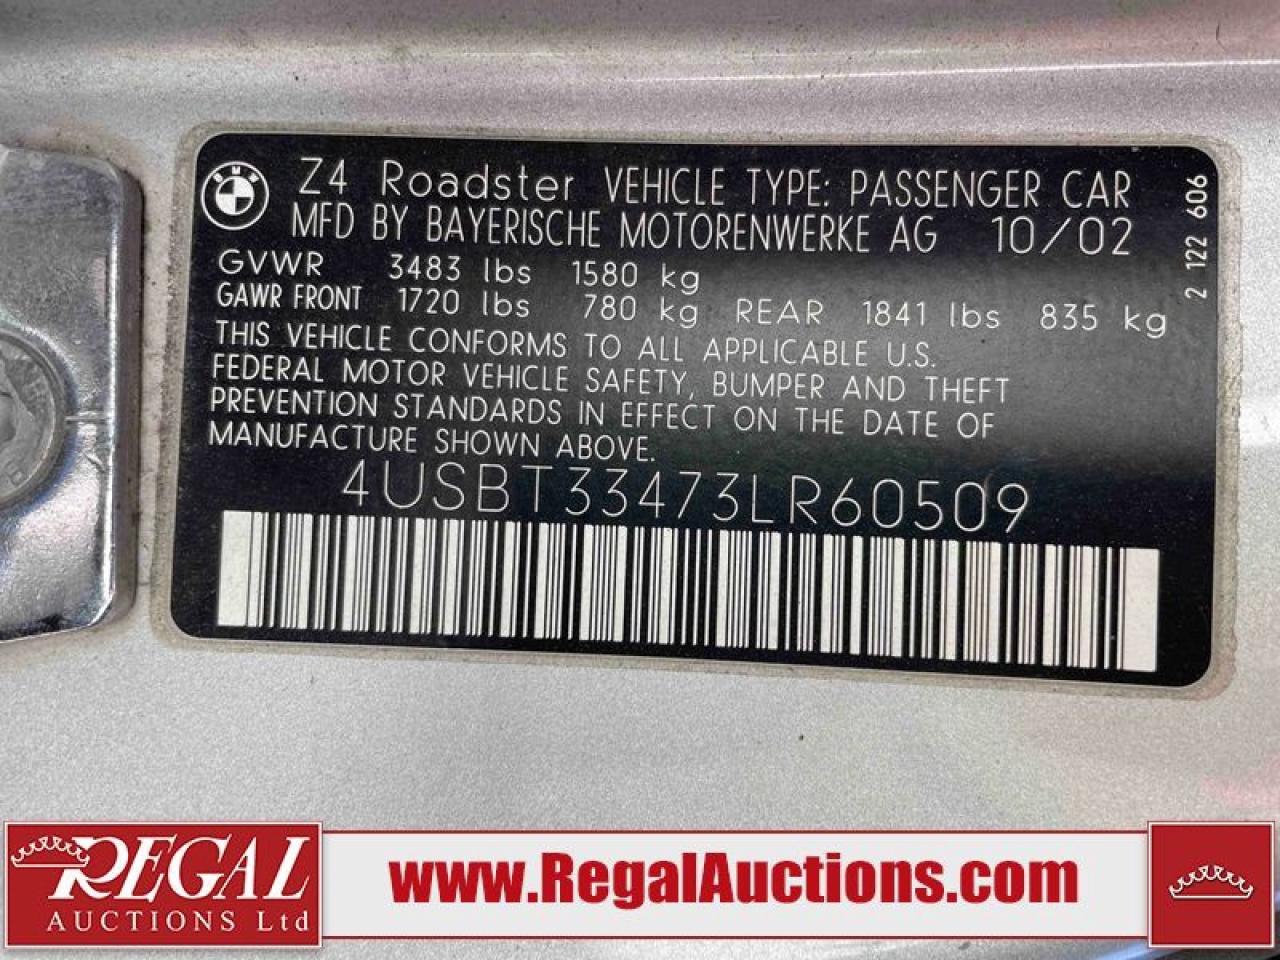 BMW
Z4 Roadster VEHICLE TYPE: PASSENGER CAR
MFD BY BAYERISCHE MOTORENWERKE AG 10/02
GVWR 3483 lbs 1580 kg
GAWR FRONT 1720 lbs 780 kg REAR 1841 lbs 835 kg
THIS VEHICLE CONFORMS TO ALL APPLICABLE U.S.
FEDERAL MOTOR VEHICLE SAFETY, BUMPER AND THEFT
PREVENTION STANDARDS IN EFFECT ON THE DATE OF
MANUFACTURE SHOWN ABOVE.
4USBT33473LR60509
2 122 606
REGAL
AUCTIONS Ltd
www.RegalAuctions.com